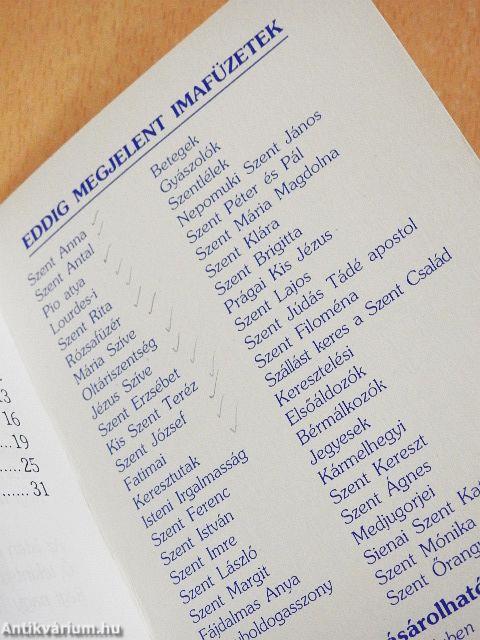 EDDIG MEGJELENT IMAFÜZETEK
Szent Anna
Szent Antal
Pio atya
Lourdes-i
Szent Rita
Rózsafüzér
Mária Szíve
Oltáriszentség
Jézus Szíve
Szent Erzsébet
Kis Szent Teréz
Szent József
Fatimai
Keresztutak
Isteni Irgalmasság
Szent Ferenc
Szent István
Szent Imre
Szent László
Szent Margit
Fájdalmas Anya
Betegek
Gyászolók
Szentlélek
Nepomuki Szent János
Szent Péter és Pál
Szent Mária Magdolna
Szent Klára
Szent Brigitta
Prágai Kis Jézus
Szent Lajos
Szent Júdás Tádé apostol
Szent Filoména
Szállást keres a Szent Család
Keresztelési
Elsőáldozók
Bérmálkozók
Jegyesek
Kármelhegyi
Szent Kereszt
Szent Ágnes
Medjugorjei
Sienai Szent
Szent Mónika
16
19
25
31
Antikvárium.hu